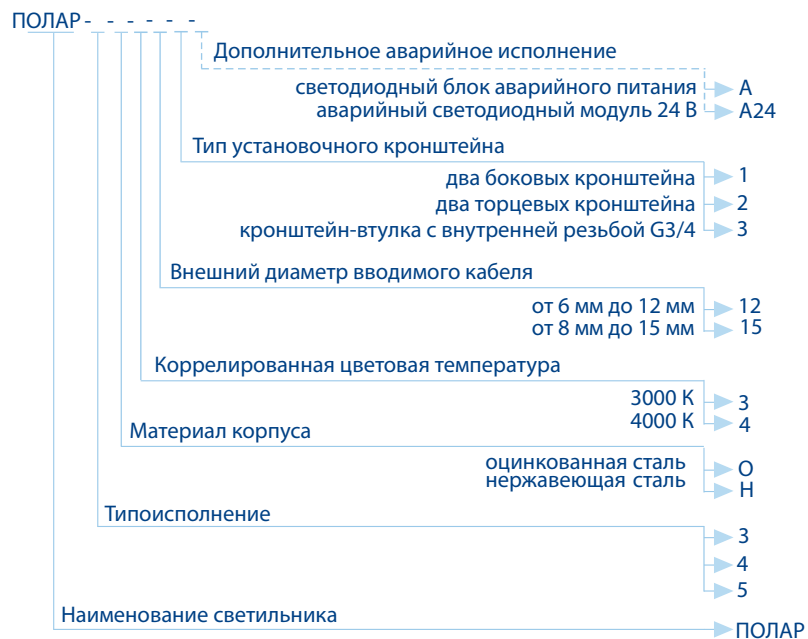 ПОЛАР- - - - - -
Дополнительное аварийное исполнение
светодиодный блок аварийного питания А
аварийный светодиодный модуль 24 В А24
Тип установочного кронштейна
два боковых кронштейна 1
два торцевых кронштейна 2
кронштейн-втулка с внутренней резьбой G3/4 3
Внешний диаметр вводимого кабеля
от 6 мм до 12 мм 12
от 8 мм до 15 мм 15
Коррелированная цветовая температура
3000 К 3
4000 К 4
Материал корпуса
оцинкованная сталь О
нержавеющая сталь Н
Типоисполнение
3
4
5
Наименование светильника
ПОЛАР